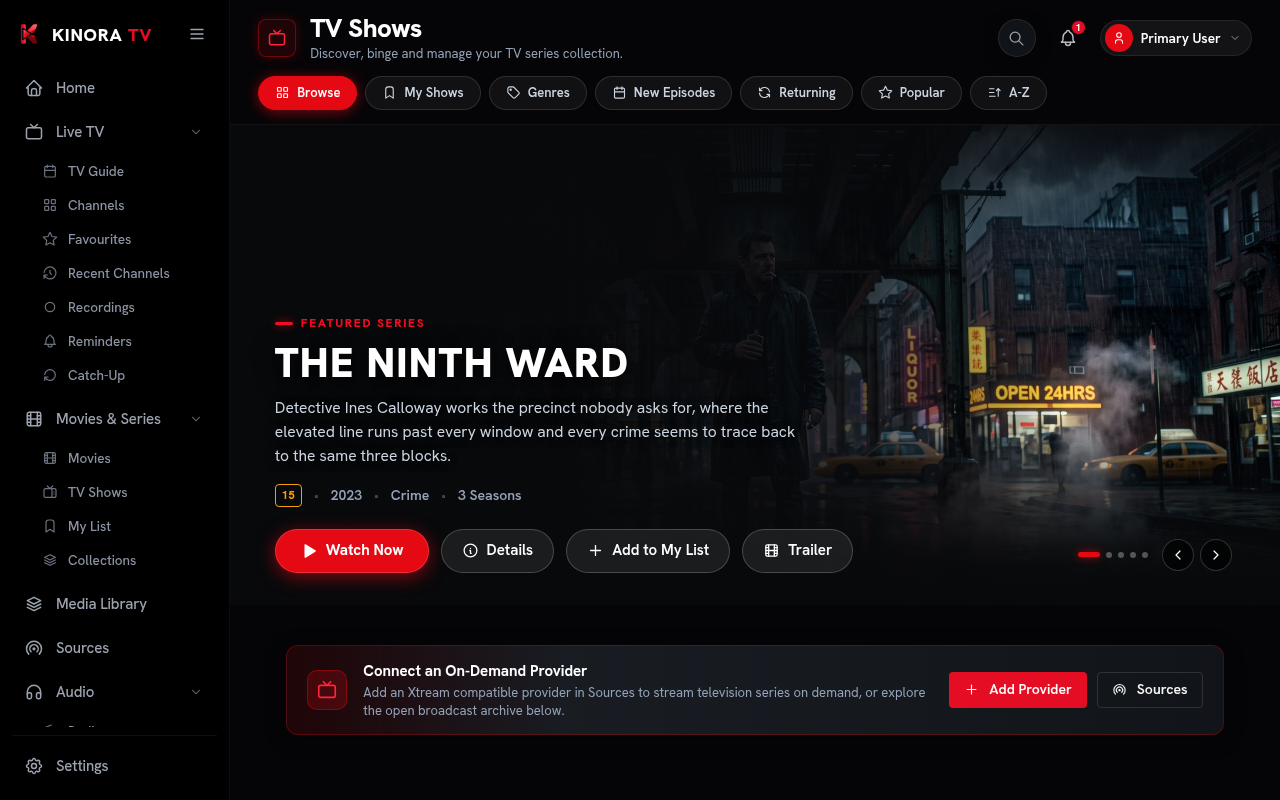 KINORA TV
Home
Live TV
TV Guide
Channels
Favourites
Recent Channels
Recordings
Reminders
Catch-Up
Movies & Series
Movies
TV Shows
My List
Collections
Media Library
Sources
Audio
Settings
TV Shows
Discover, binge and manage your TV series collection.
1
Primary User
Browse
My Shows
Genres
New Episodes
Returning
Popular
A-Z
LIQUOR
OPEN 24HRS
FEATURED SERIES
THE NINTH WARD
Detective Ines Calloway works the precinct nobody asks for, where the
elevated line runs past every window and every crime seems to trace back
to the same three blocks.
15 • 2023 • Crime • 3 Seasons
Watch Now
Details
Add to My List
Trailer
Connect an On-Demand Provider
Add an Xtream compatible provider in Sources to stream television series on demand, or explore
the open broadcast archive below.
Add Provider
Sources